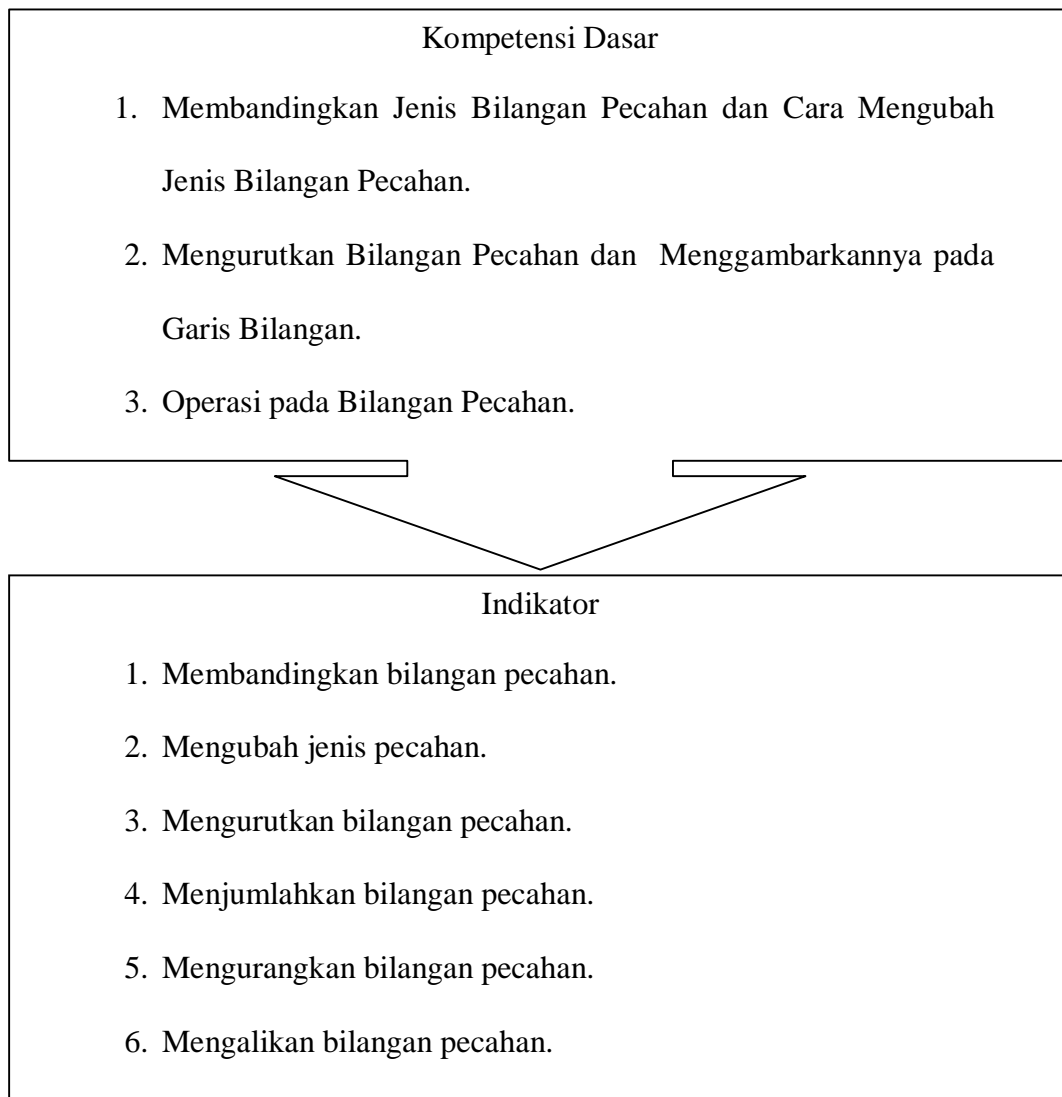 Kompetensi Dasar
1. Membandingkan Jenis Bilangan Pecahan dan Cara Mengubah
Jenis Bilangan Pecahan.
2. Mengurutkan Bilangan Pecahan dan Menggambarkannya pada
Garis Bilangan.
3. Operasi pada Bilangan Pecahan.
Indikator
1. Membandingkan bilangan pecahan.
2. Mengubah jenis pecahan.
3. Mengurutkan bilangan pecahan.
4. Menjumlahkan bilangan pecahan.
5. Mengurangkan bilangan pecahan.
6. Mengalikan bilangan pecahan.